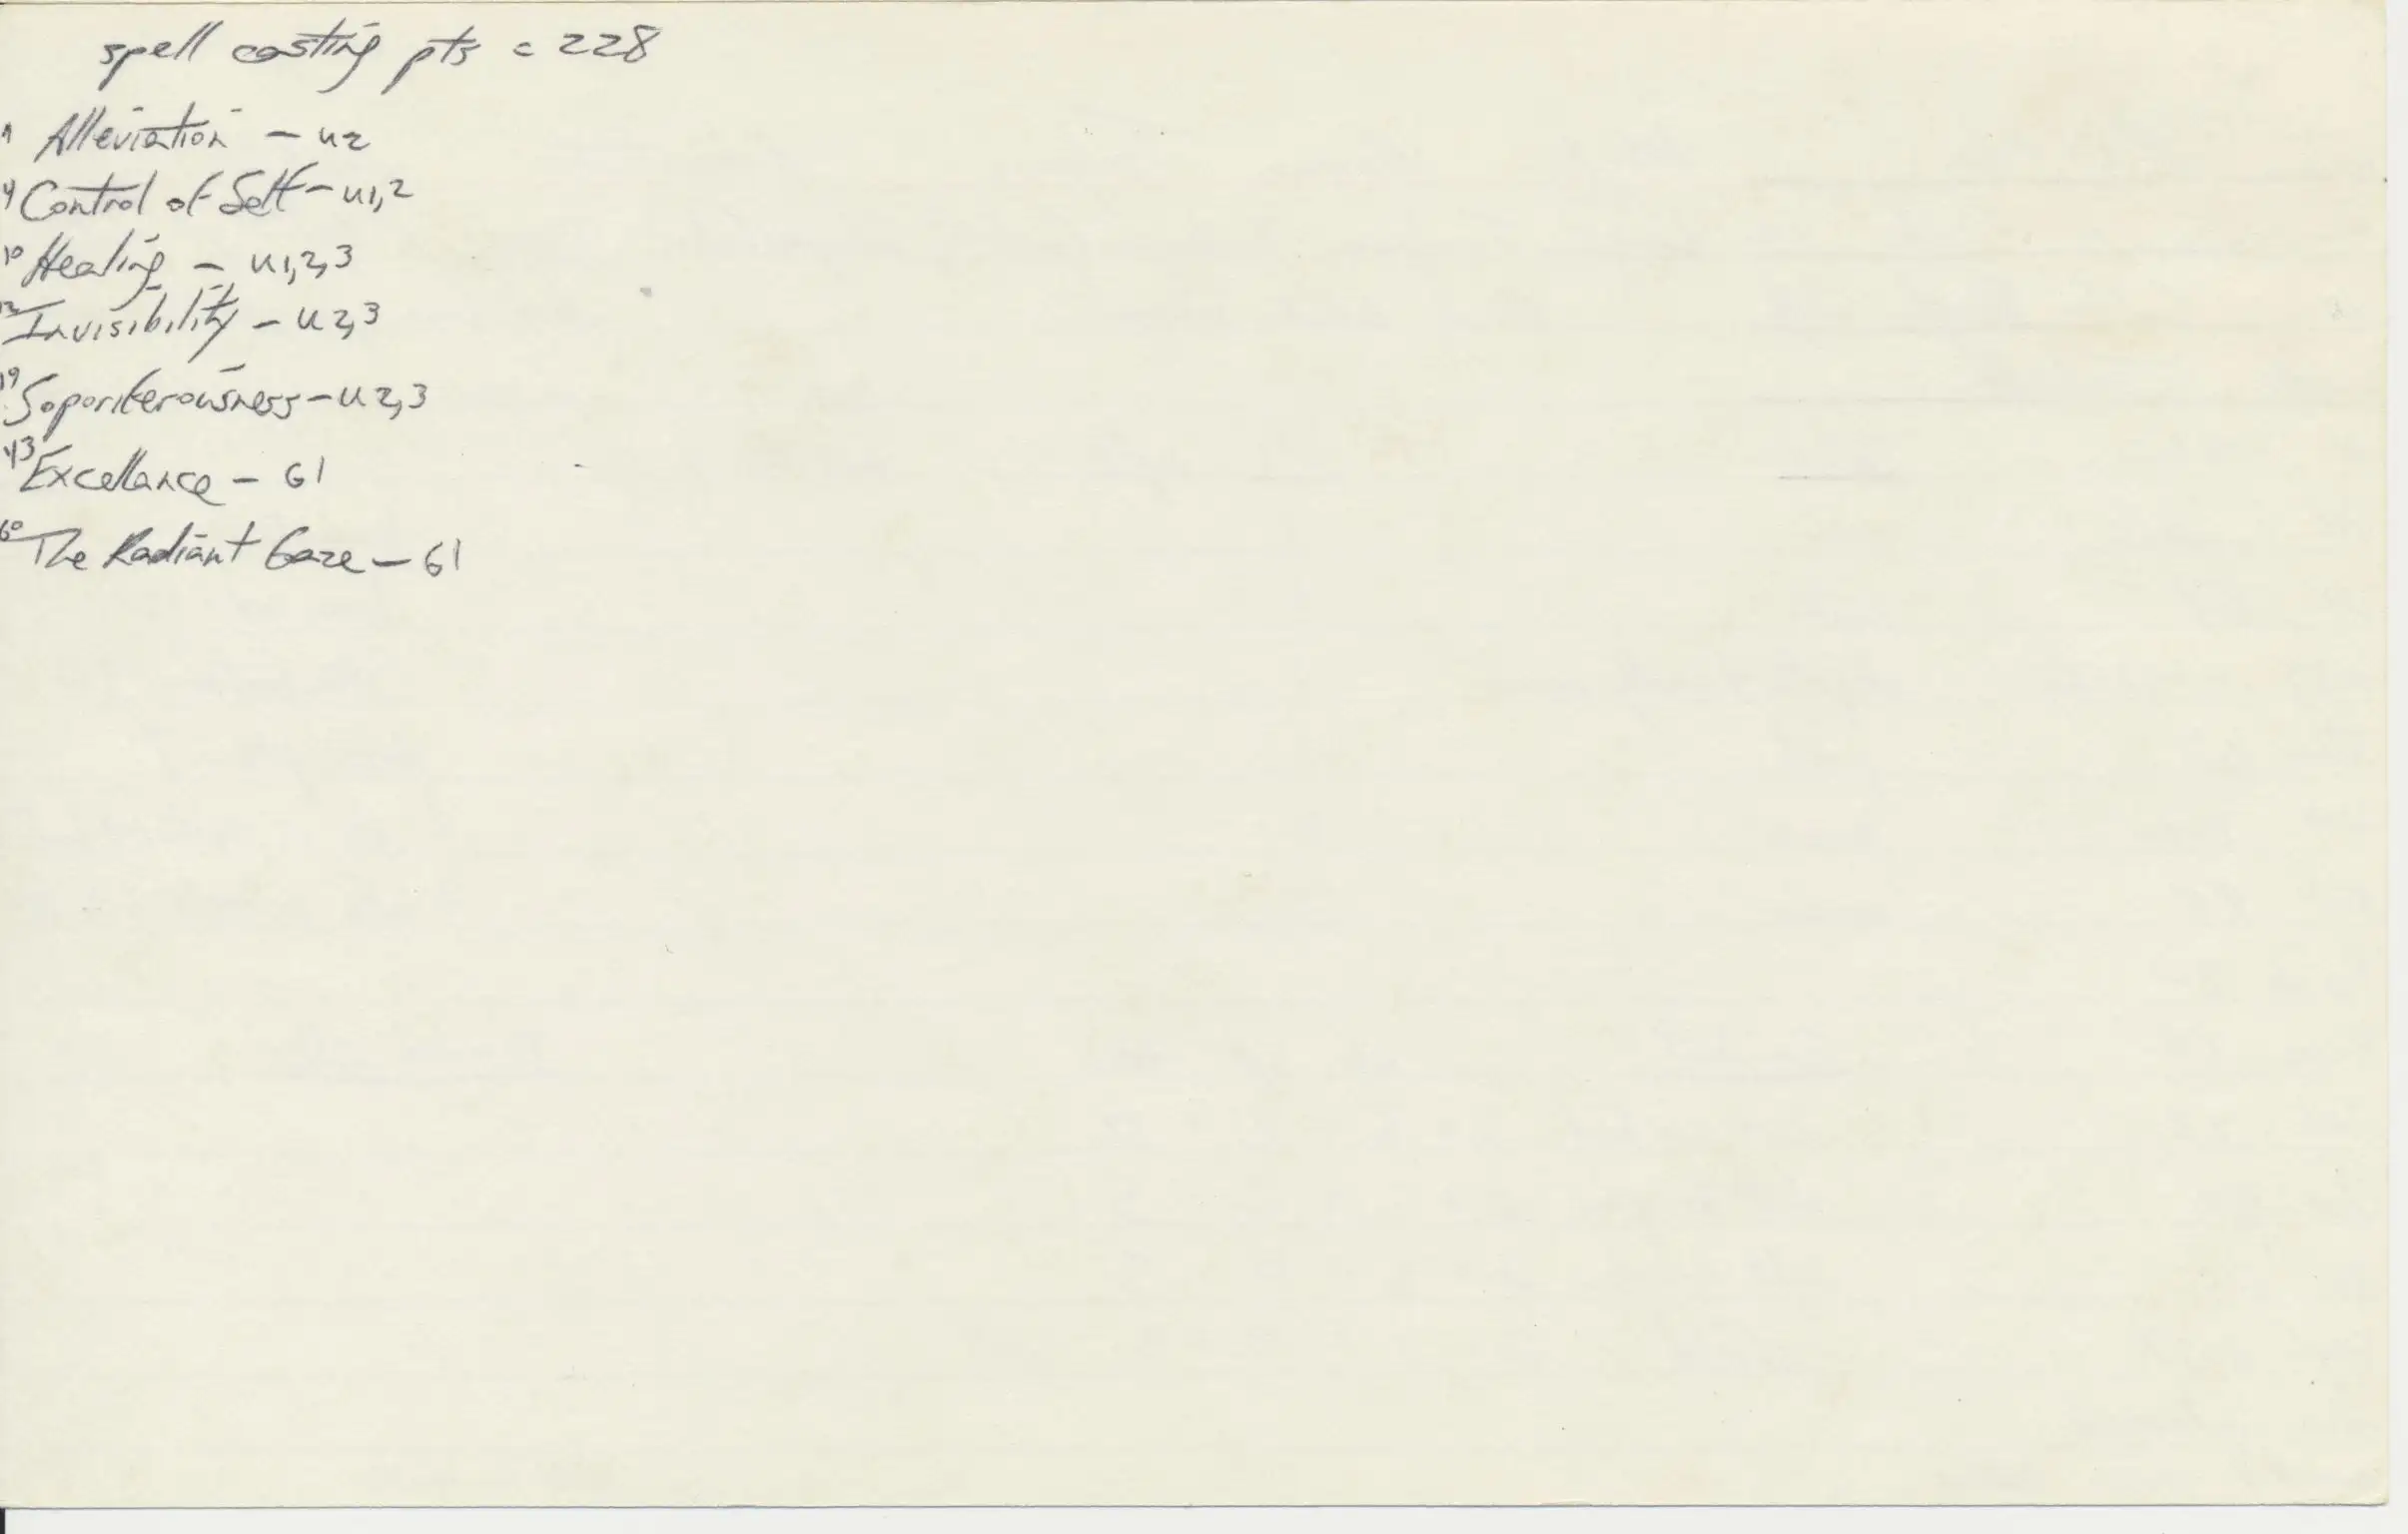 spell casting pts = 228
Alleviation - u2
4 Control of Self - u1,2
10 Healing - u1,2,3
12 Invisibility - u2,3
19 Soporiferousness - u2,3
43 Excellance - G1
60 The Radiant Gaze - G1